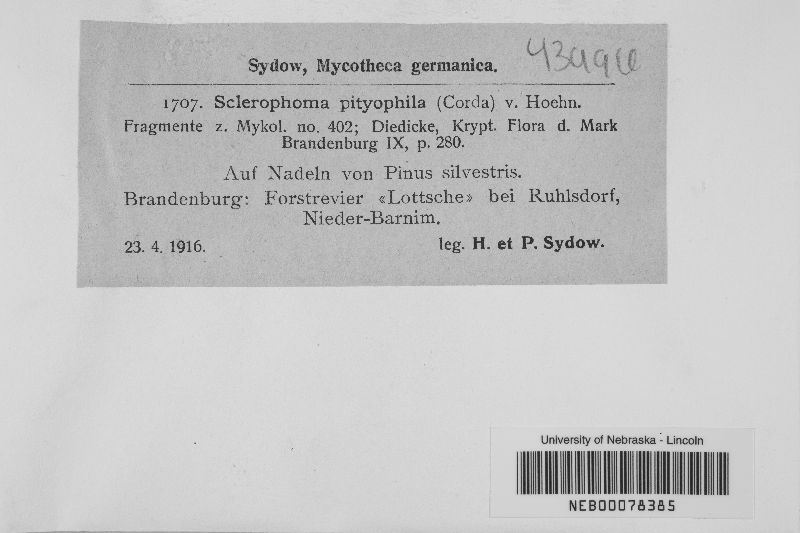 Sydow, Mycotheca germanica.
1707. Sclerophoma pityophila (Corda) v. Hoehn.
Fragmente z. Mykol. no. 402; Diedicke, Krypt. Flora d. Mark
Brandenburg IX, p. 280.
Auf Nadeln von Pinus silvestris.
Brandenburg: Forstrevier «Lottsche» bei Ruhlsdorf,
Nieder-Barnim.
23. 4. 1916. leg. H. et P. Sydow.
University of Nebraska - Lincoln
NEB00078385